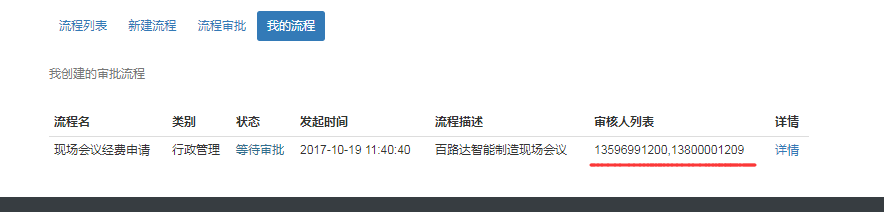 流程列表 新建流程 流程审批 我的流程
我创建的审批流程
流程名 类别 状态 发起时间 流程描述 审核人列表 详情
现场会议经费申请 行政管理 等待审批 2017-10-19 11:40:40 百路达智能制造现场会议 13596991200,13800001209 详情